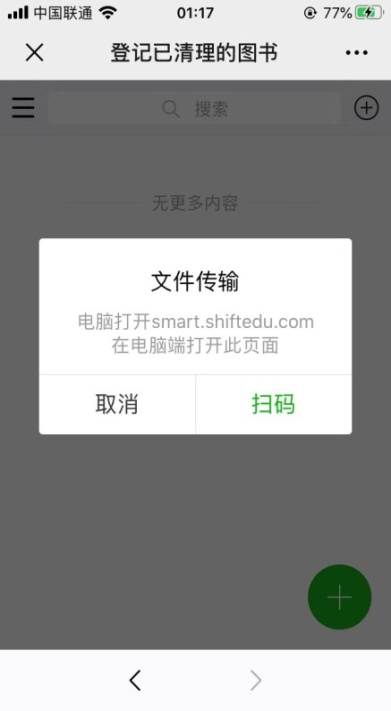 中国联通
01:17
77%
登记已清理的图书
搜索
无更多内容
文件传输
电脑打开smart.shiftedu.com
在电脑端打开此页面
取消
扫码